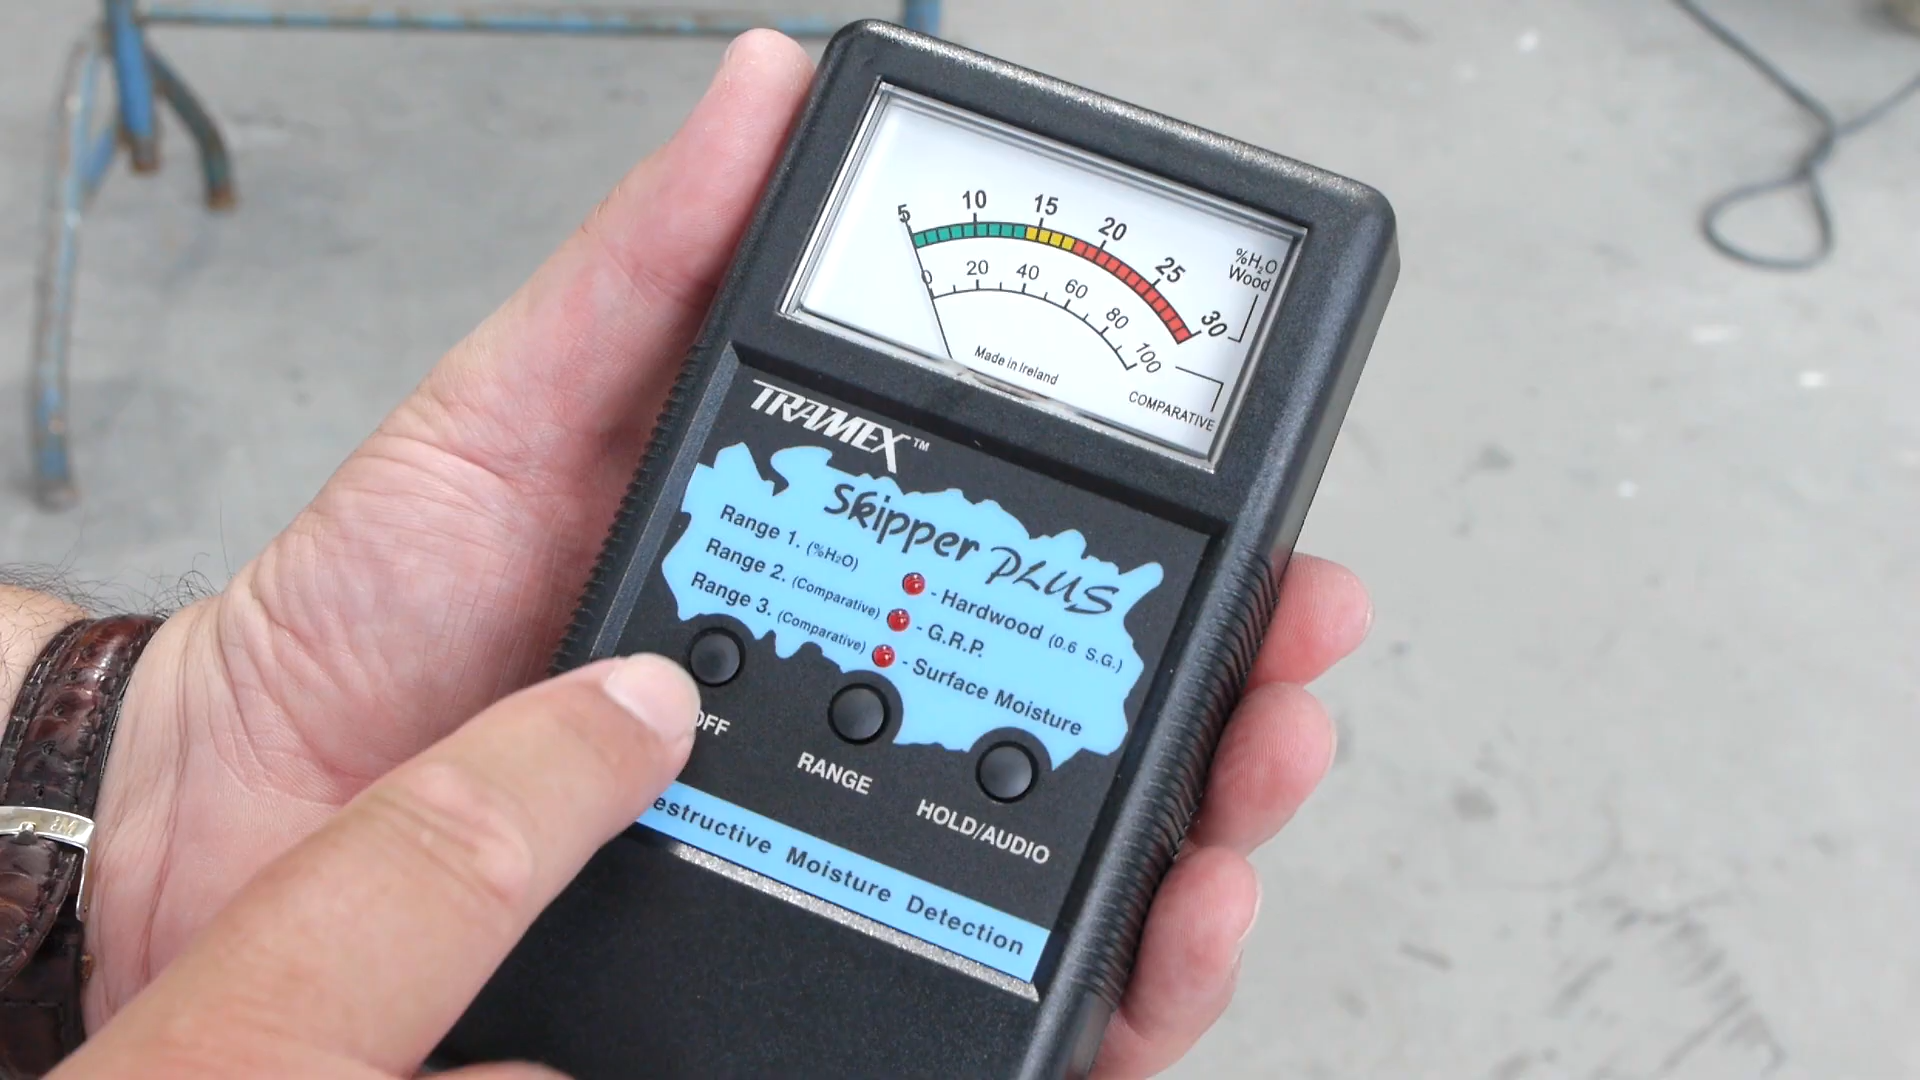 5 10 15 20 25 30
%H₂O
Wood
0 20 40 60 80 100
Made in Ireland
COMPARATIVE
TRAMEX™
Skipper PLUS
Range 1. (%H₂O) - Hardwood (0.6 S.G.)
Range 2. (Comparative) - G.R.P.
Range 3. (Comparative) - Surface Moisture
OFF
RANGE
HOLD/AUDIO
estructive Moisture Detection